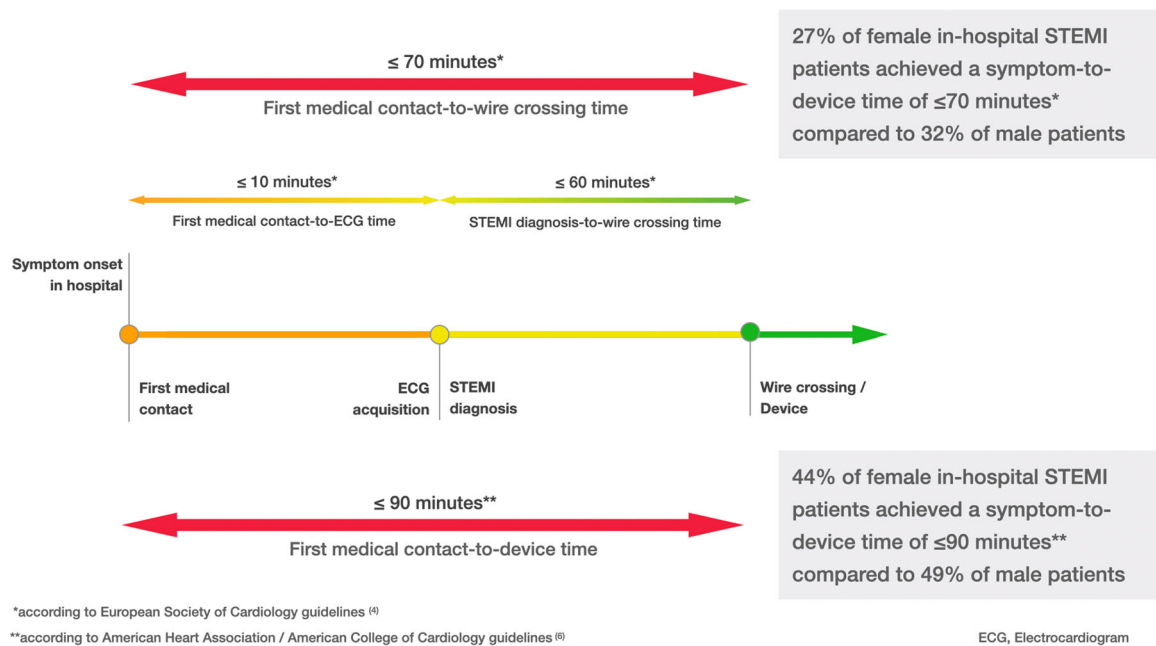 ≤ 70 minutes*
First medical contact-to-wire crossing time
27% of female in-hospital STEMI
patients achieved a symptom-to-
device time of ≤70 minutes*
compared to 32% of male patients
≤ 10 minutes*
First medical contact-to-ECG time
≤ 60 minutes*
STEMI diagnosis-to-wire crossing time
Symptom onset
in hospital
First medical
contact
ECG
acquisition
STEMI
diagnosis
Wire crossing /
Device
≤ 90 minutes**
First medical contact-to-device time
44% of female in-hospital STEMI
patients achieved a symptom-to-
device time of ≤90 minutes**
compared to 49% of male patients
*according to European Society of Cardiology guidelines (4)
**according to American Heart Association / American College of Cardiology guidelines (6)
ECG, Electrocardiogram